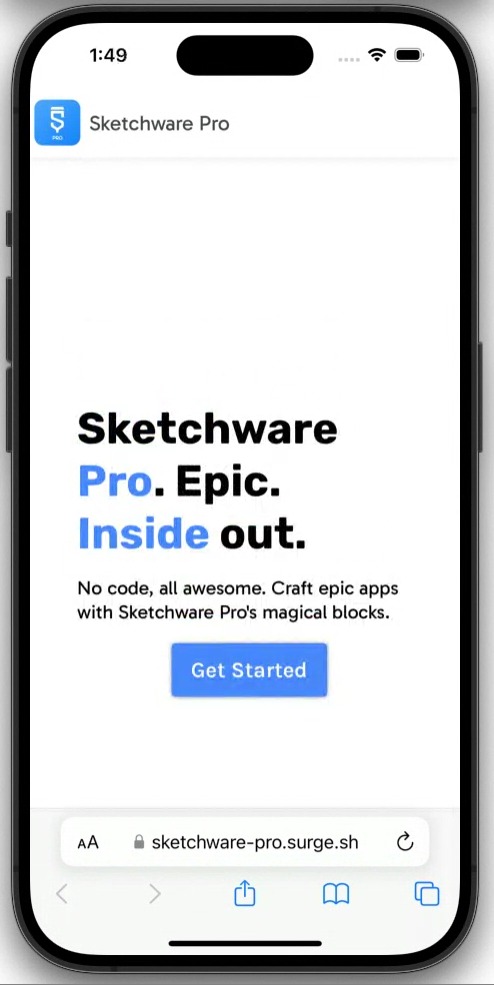 1:49
PRO
Sketchware Pro
Sketchware
Pro. Epic.
Inside out.
No code, all awesome. Craft epic apps
with Sketchware Pro's magical blocks.
Get Started
AA
sketchware-pro.surge.sh